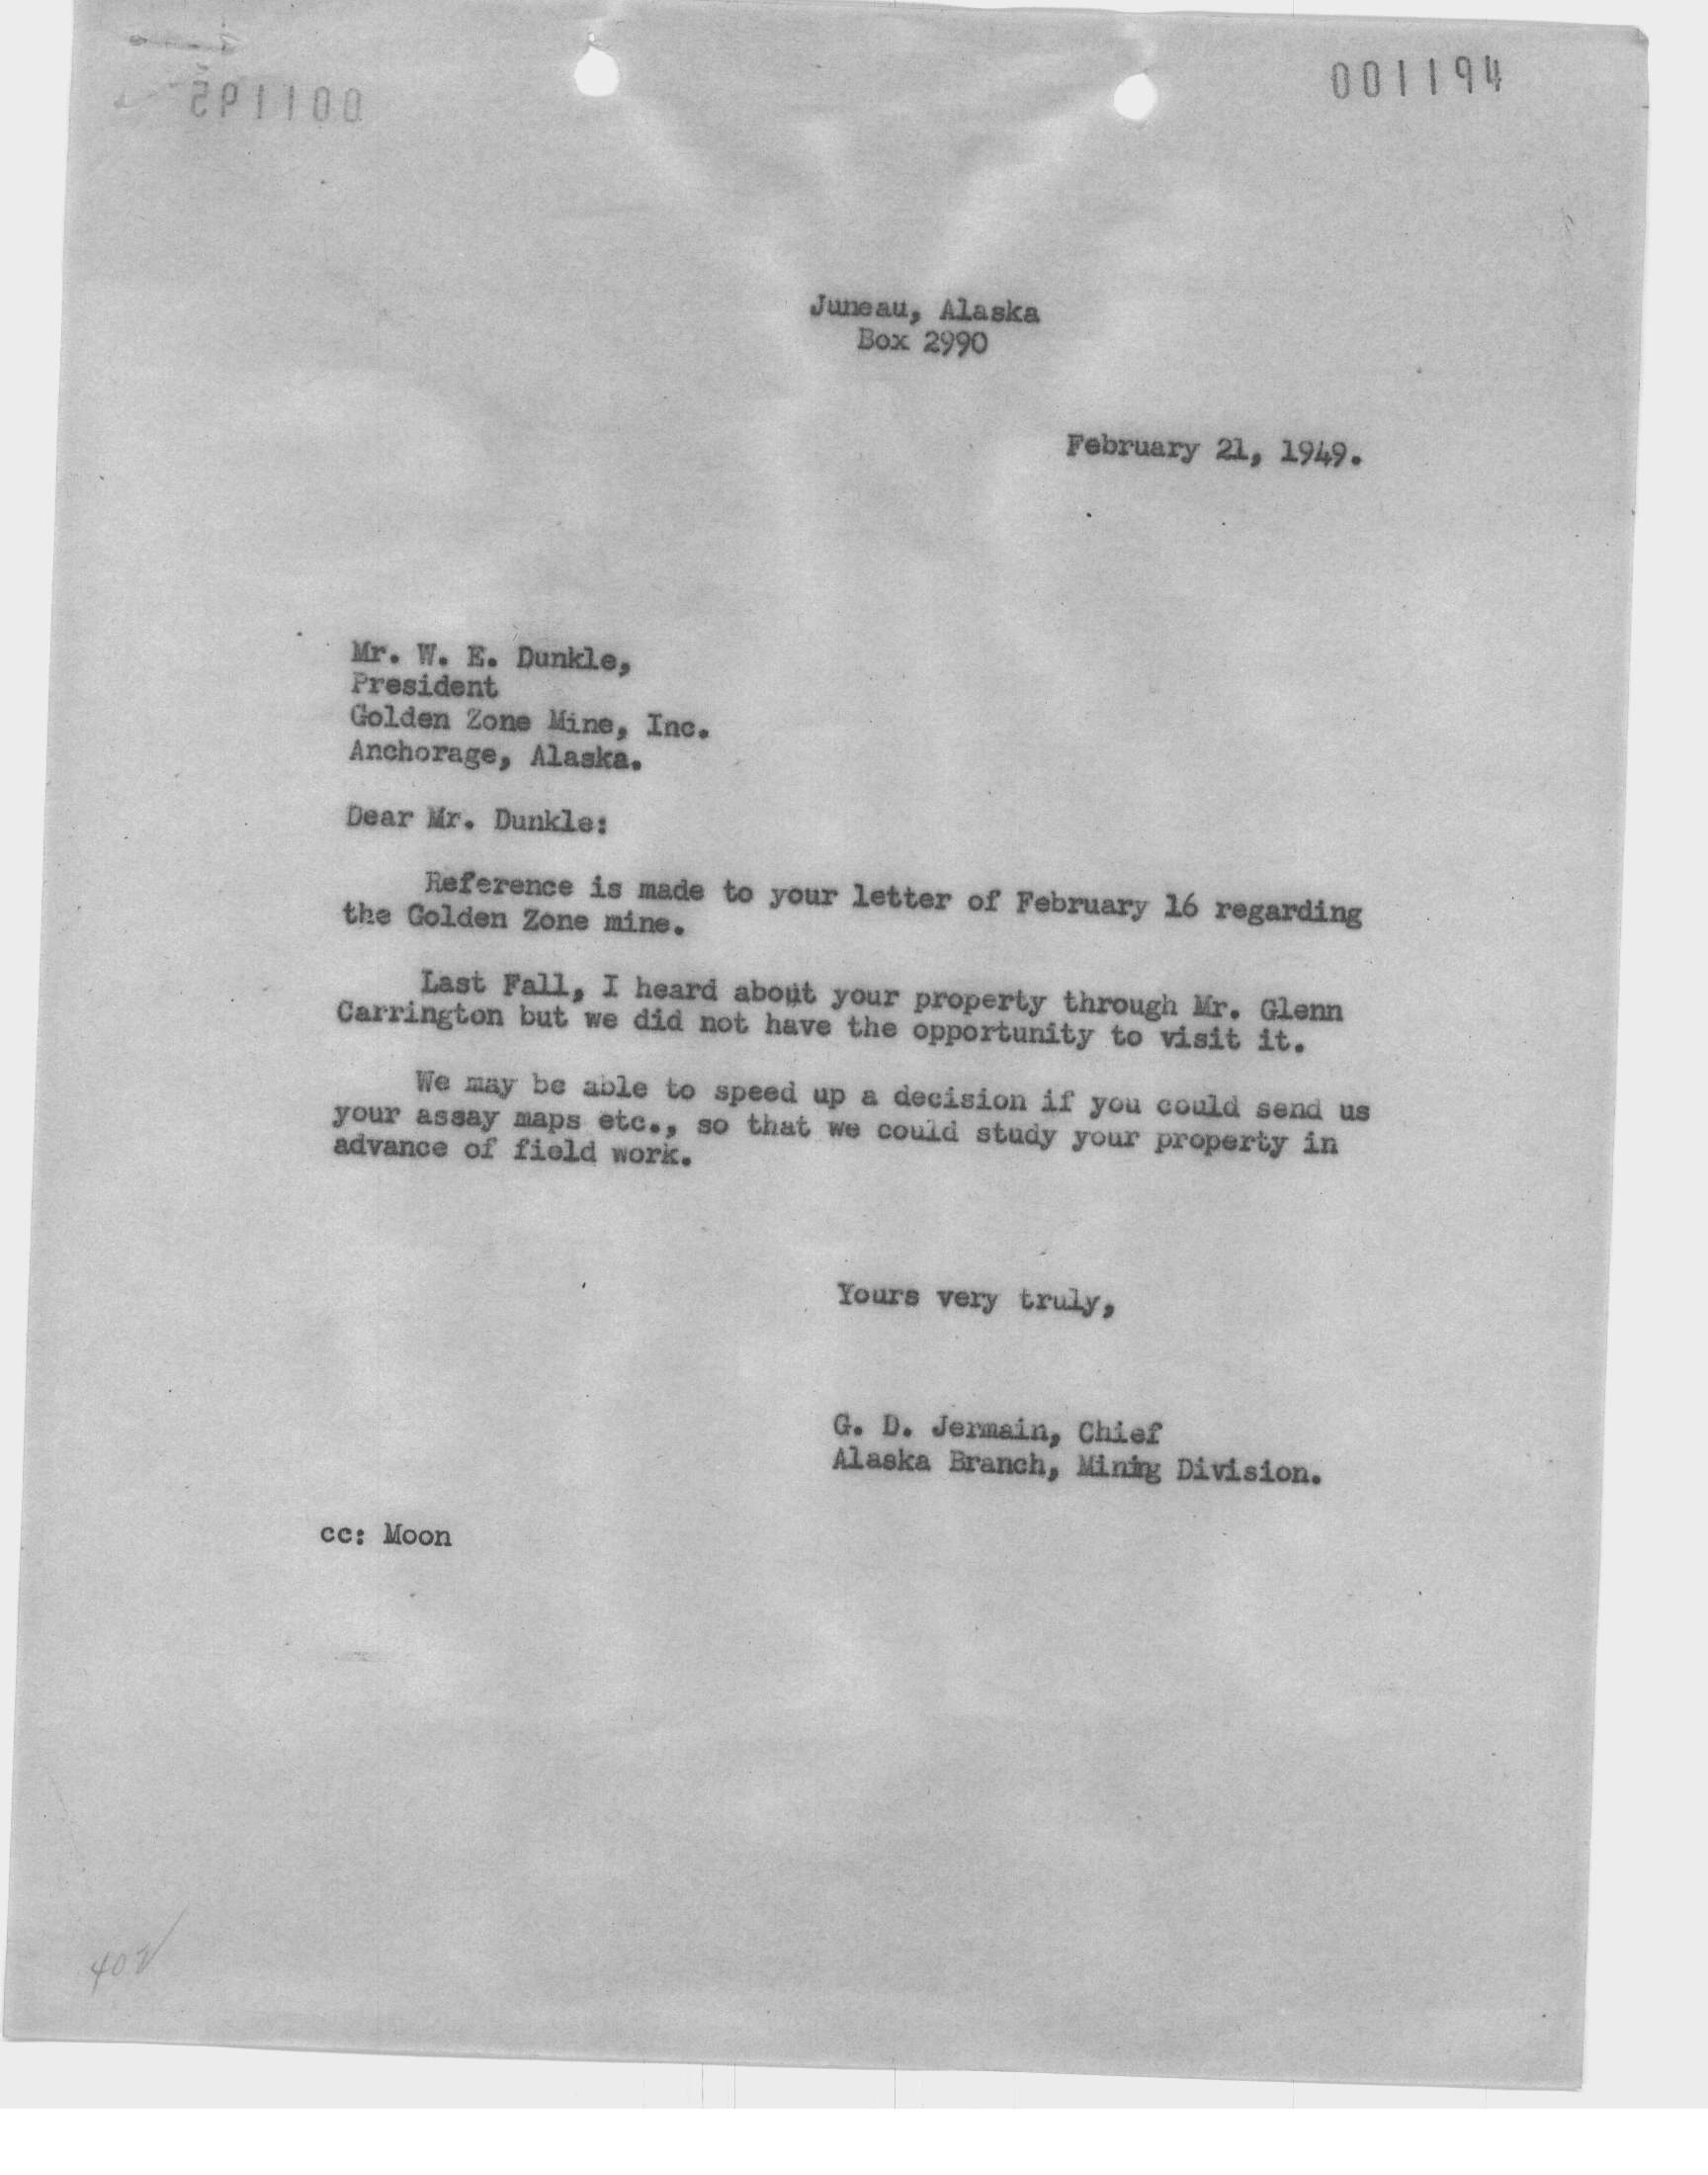 001194
001195
Juneau, Alaska
Box 2990
February 21, 1949.
Mr. W. E. Dunkle,
President
Golden Zone Mine, Inc.
Anchorage, Alaska.
Dear Mr. Dunkle:
Reference is made to your letter of February 16 regarding
the Golden Zone mine.
Last Fall, I heard about your property through Mr. Glenn
Carrington but we did not have the opportunity to visit it.
We may be able to speed up a decision if you could send us
your assay maps etc., so that we could study your property in
advance of field work.
Yours very truly,
G. D. Jermain, Chief
Alaska Branch, Mining Division.
cc: Moon